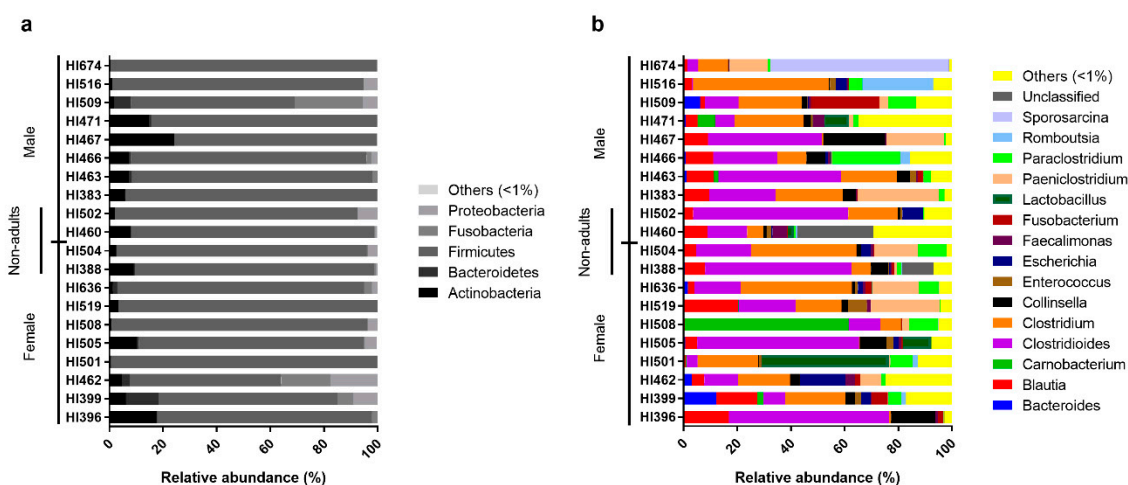 a
HI674
HI516
HI509
HI471
HI467
HI466
HI463
HI383
HI502
HI460
HI504
HI388
HI636
HI519
HI508
HI505
HI501
HI462
HI399
HI396
Male
Non-adults
Female
0
20
40
60
80
100
Relative abundance (%)
Others (<1%)
Proteobacteria
Fusobacteria
Firmicutes
Bacteroidetes
Actinobacteria
b
HI674
HI516
HI509
HI471
HI467
HI466
HI463
HI383
HI502
HI460
HI504
HI388
HI636
HI519
HI508
HI505
HI501
HI462
HI399
HI396
Male
Non-adults
Female
0
20
40
60
80
100
Relative abundance (%)
Others (<1%)
Unclassified
Sporosarcina
Romboutsia
Paraclostridium
Paeniclostridium
Lactobacillus
Fusobacterium
Faecalimonas
Escherichia
Enterococcus
Collinsella
Clostridium
Clostridioides
Carnobacterium
Blautia
Bacteroides